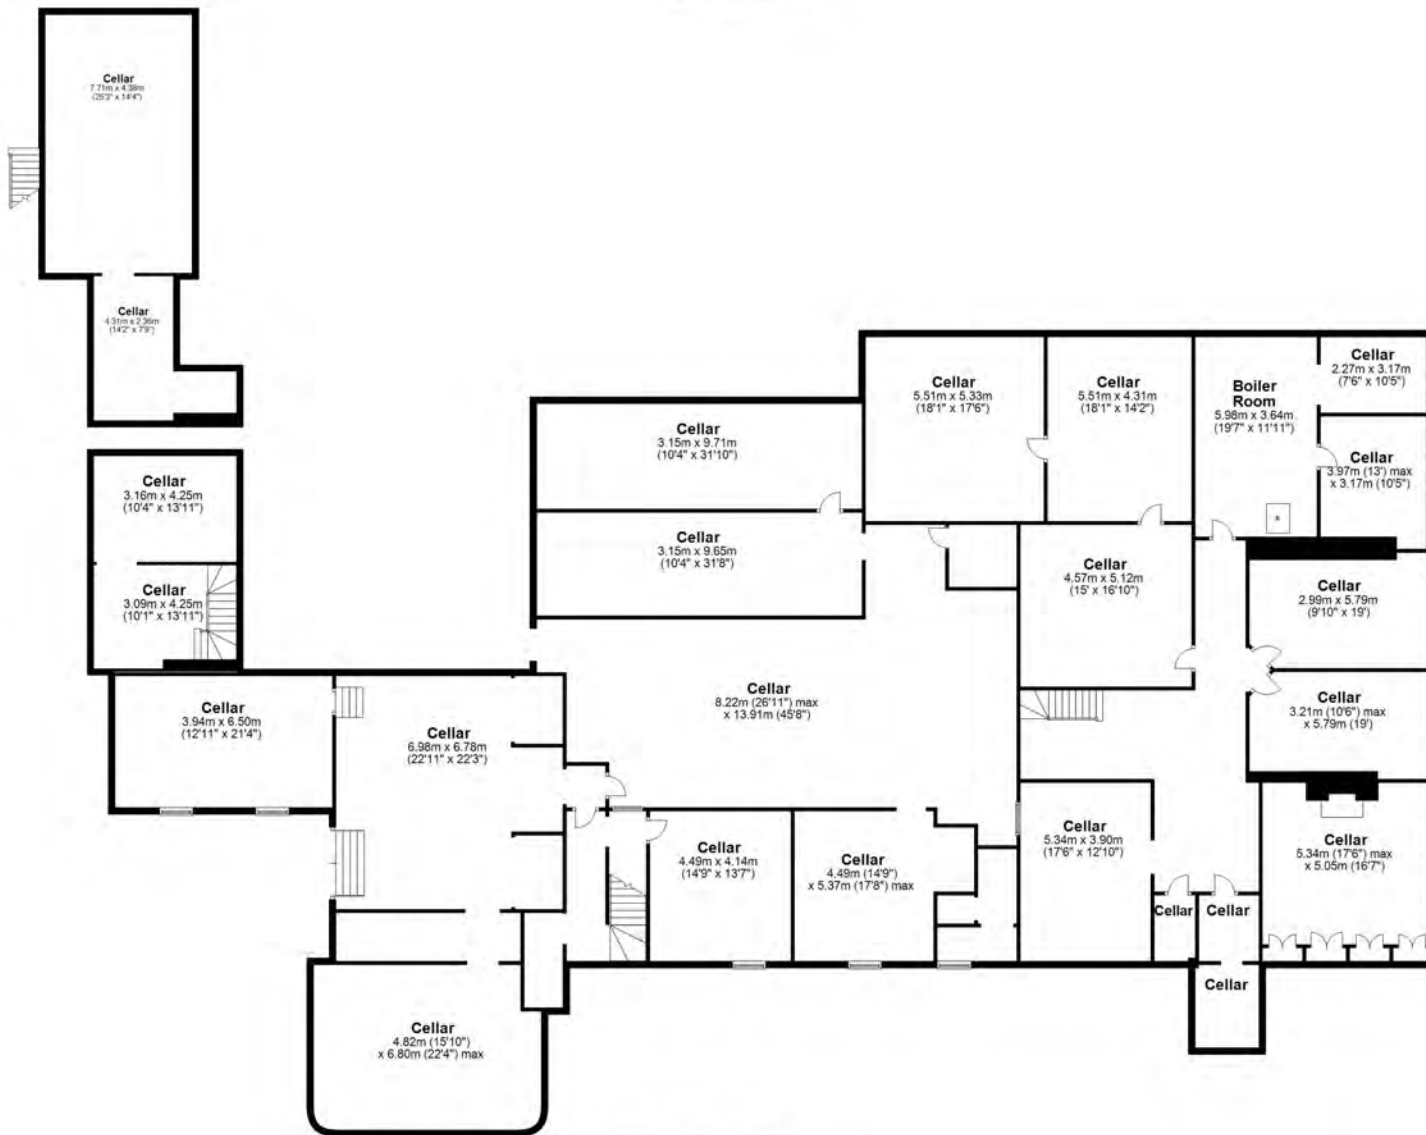 Cellar
7.71m x 4.38m
(25'3" x 14'4")
Cellar
4.31m x 2.36m
(14'2" x 7'9")
Cellar
3.16m x 4.25m
(10'4" x 13'11")
Cellar
3.09m x 4.25m
(10'1" x 13'11")
Cellar
3.94m x 6.50m
(12'11" x 21'4")
Cellar
6.98m x 6.78m
(22'11" x 22'3")
Cellar
4.82m (15'10")
x 6.80m (22'4") max
Cellar
3.15m x 9.71m
(10'4" x 31'10")
Cellar
3.15m x 9.65m
(10'4" x 31'8")
Cellar
8.22m (26'11") max
x 13.91m (45'8")
Cellar
4.49m x 4.14m
(14'9" x 13'7")
Cellar
4.49m (14'9")
x 5.37m (17'8") max
Cellar
5.51m x 5.33m
(18'1" x 17'6")
Cellar
5.51m x 4.31m
(18'1" x 14'2")
Boiler
Room
5.98m x 3.64m
(19'7" x 11'11")
Cellar
2.27m x 3.17m
(7'6" x 10'5")
Cellar
3.97m (13') max
x 3.17m (10'5")
Cellar
4.57m x 5.12m
(15' x 16'10")
Cellar
2.99m x 5.79m
(9'10" x 19')
Cellar
3.21m (10'6") max
x 5.79m (19')
Cellar
5.34m x 3.90m
(17'6" x 12'10")
Cellar
5.34m (17'6") max
x 5.05m (16'7")
Cellar
Cellar
Cellar